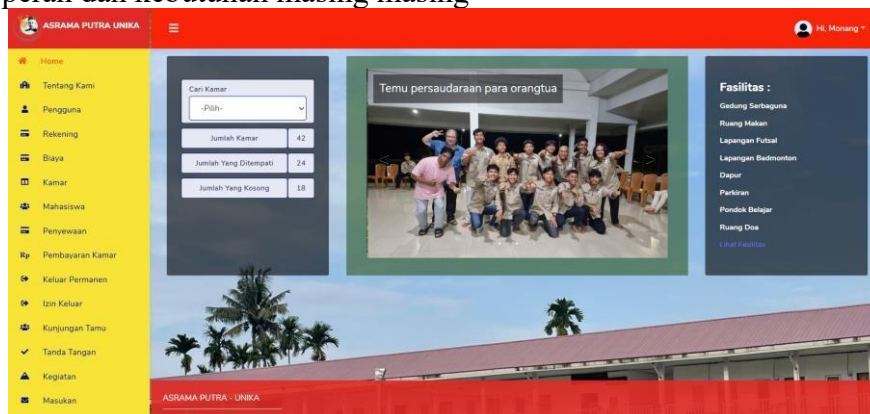 peran dan kebutuhan masing masing
ASRAMA PUTRA UNIKA
Hi, Monang
Home
Tentang Kami
Pengguna
Rekening
Biaya
Kamar
Mahasiswa
Penyewaan
Rp Pembayaran Kamar
Keluar Permanen
Izin Keluar
Kunjungan Tamu
Tanda Tangan
Kegiatan
Masukan
Cari Kamar
-Pilih-
Jumlah Kamar 42
Jumlah Yang Ditempati 24
Jumlah Yang Kosong 18
Temu persaudaraan para orangtua
Fasilitas :
Gedung Serbaguna
Ruang Makan
Lapangan Futsal
Lapangan Badmonton
Dapur
Parkiran
Pondok Belajar
Ruang Doa
Lihat Fasilitas
ASRAMA PUTRA - UNIKA